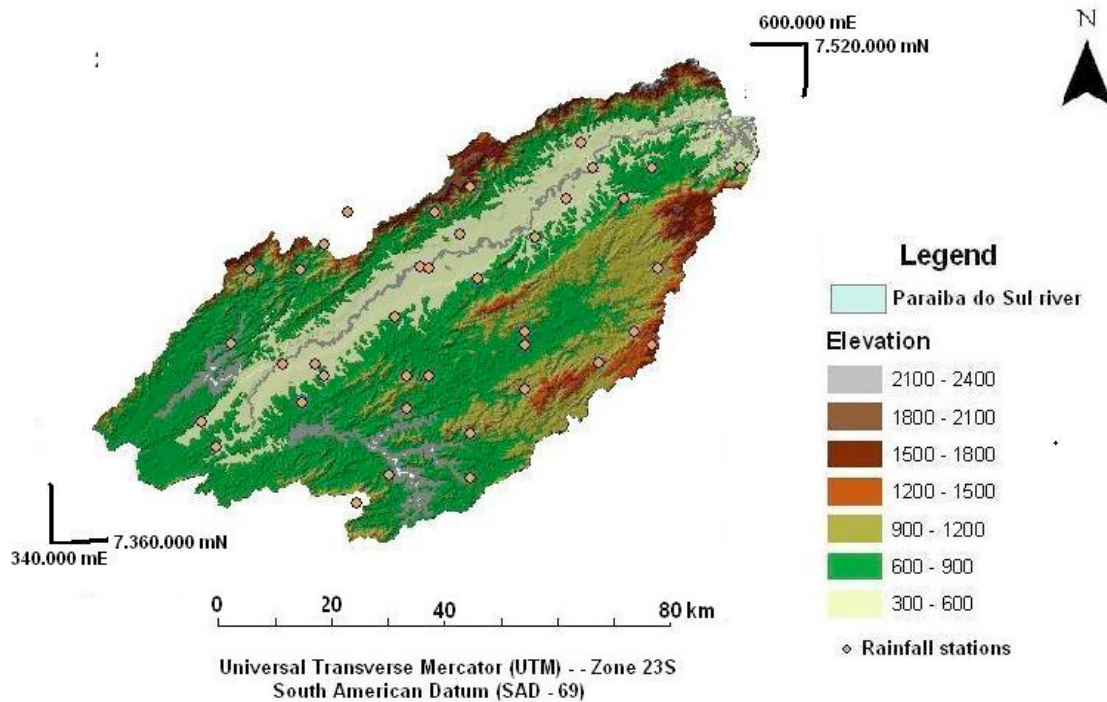 600.000 mE
7.520.000 mN
N
Legend
Paraiba do Sul river
Elevation
2100 - 2400
1800 - 2100
1500 - 1800
1200 - 1500
900 - 1200
600 - 900
300 - 600
Rainfall stations
7.360.000 mN
340.000 mE
0 20 40 80 km
Universal Transverse Mercator (UTM) - - Zone 23S
South American Datum (SAD - 69)